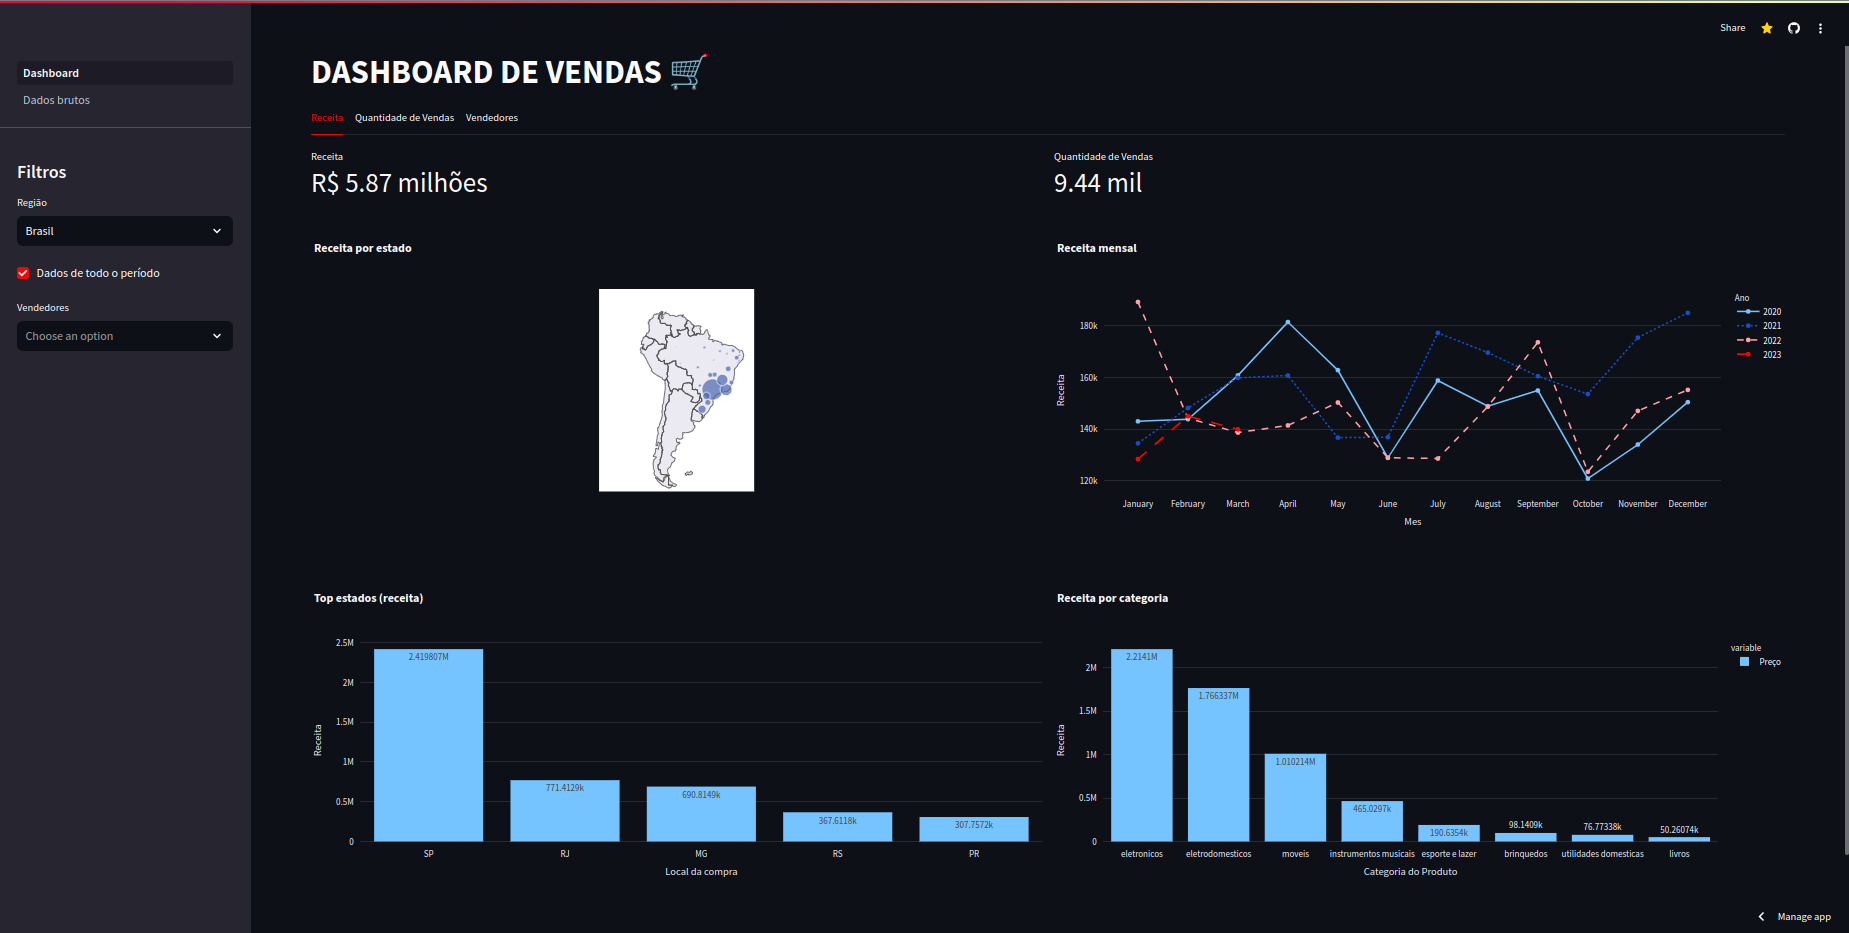 Share
Dashboard
Dados brutos
Filtros
Região
Brasil
Dados de todo o período
Vendedores
Choose an option
DASHBOARD DE VENDAS
Receita Quantidade de Vendas Vendedores
Receita
R$ 5.87 milhões
Quantidade de Vendas
9.44 mil
Receita por estado
Receita mensal
Receita
180k
160k
140k
120k
January February March April May June July August September October November December
Mes
Ano
2020
2021
2022
2023
Top estados (receita)
Receita
2.5M
2M
1.5M
1M
0.5M
0
2.419807M
771.4129k
690.8149k
367.6118k
307.7572k
SP RJ MG RS PR
Local da compra
Receita por categoria
Receita
2M
1.5M
1M
0.5M
0
2.2141M
1.766337M
1.010214M
465.0297k
190.6354k
98.1409k
76.77338k
50.26074k
eletronicos eletrodomesticos moveis instrumentos musicais esporte e lazer brinquedos utilidades domesticas livros
Categoria do Produto
variable
Preço
Manage app